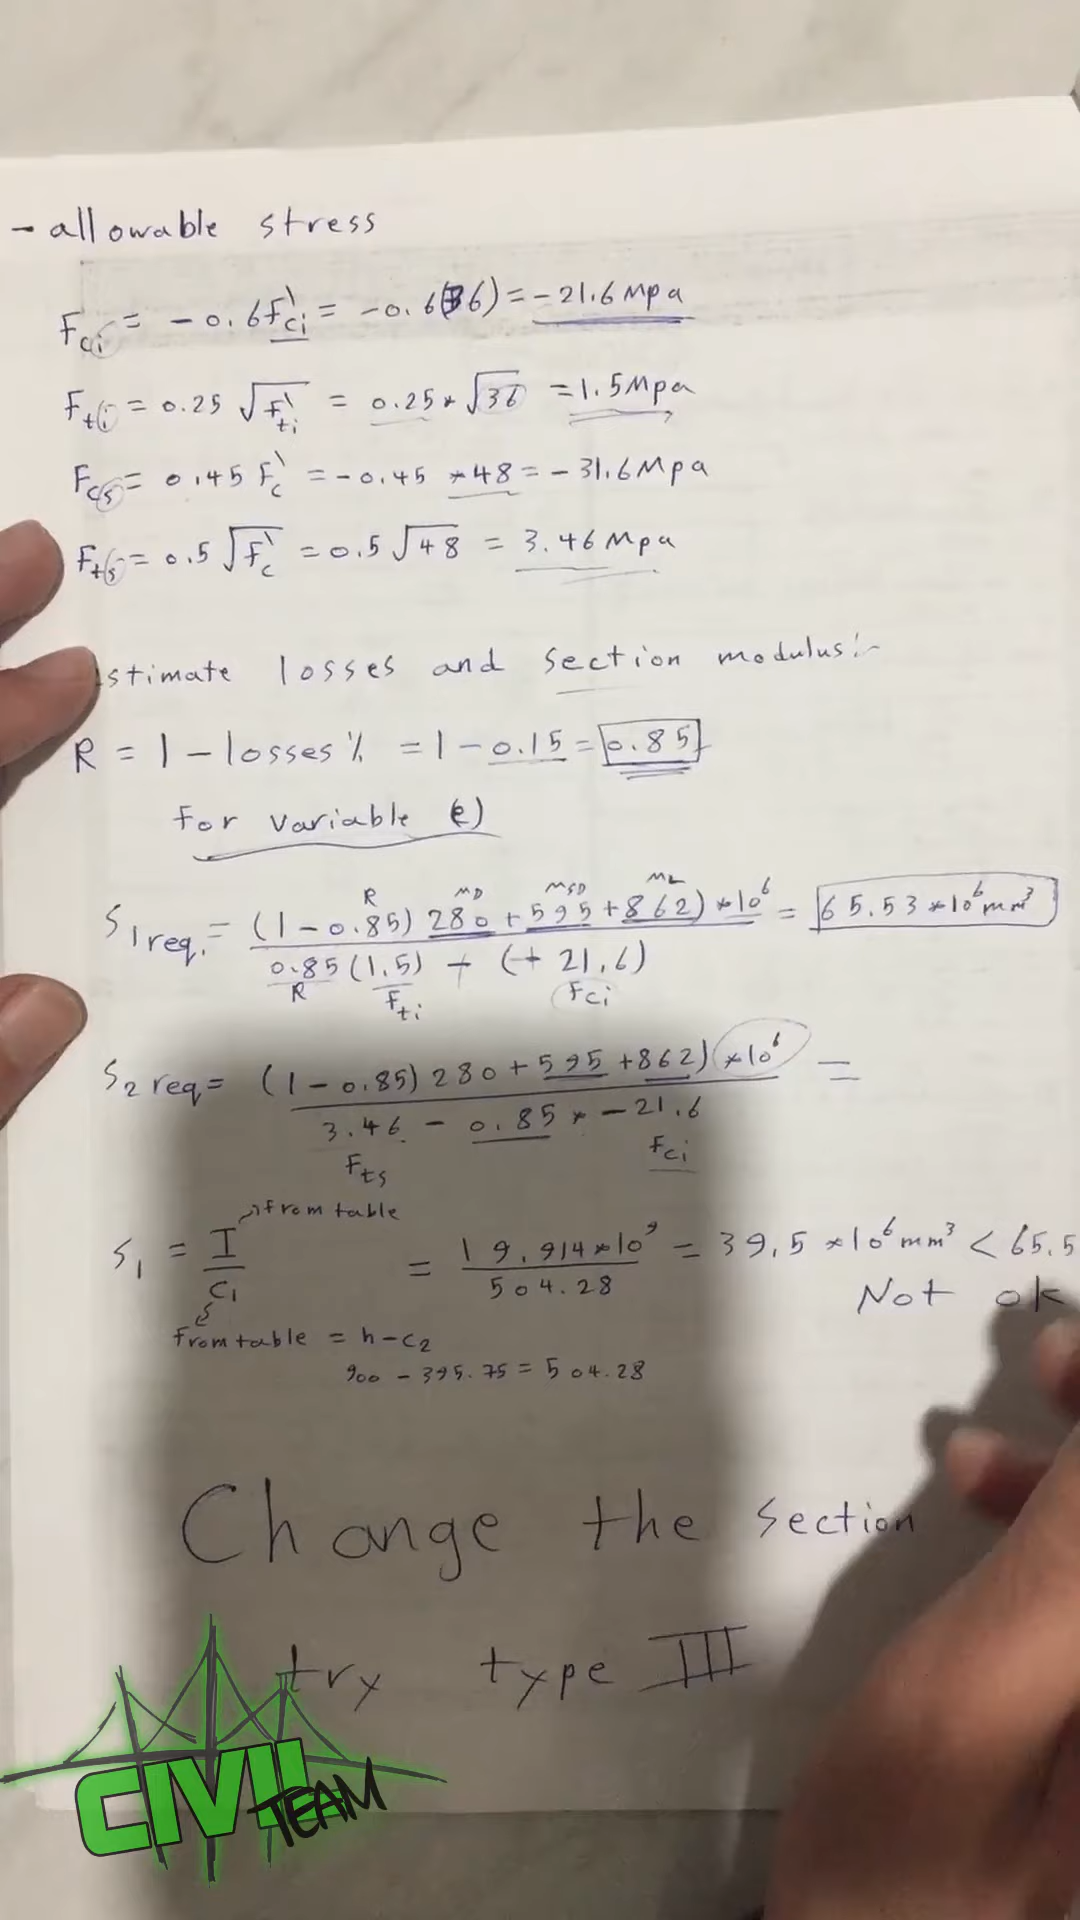 - allowable stress
Fci = -0.6f'ci = -0.6(36) = -21.6 Mpa
Fti = 0.25 √f'ti = 0.25 * √36 = 1.5 Mpa
Fcs = 0.45 F'c = -0.45 * 48 = -31.6 Mpa
Fts = 0.5 √F'c = 0.5 √48 = 3.46 Mpa
stimate losses and section modulus:-
R = 1 - losses % = 1 - 0.15 = 0.85
for variable (e)
R MD MSD ML
S1req. = (1 - 0.85) 280 + 595 + 862) * 10^6 = 65.53 * 10^6 mm^3
0.85 (1.5) + (+ 21.6)
R Fti Fci
S2req = (1 - 0.85) 280 + 595 + 862) * 10^6 =
3.46 - 0.85 * - 21.6
Fts Fci
from table
S1 = I / C1 = 19.914 * 10^9 / 504.28 = 39.5 * 10^6 mm^3 < 65.5
Not ok
from table = h - c2
900 - 395.75 = 504.28
Change the section
try type III
CIVIL
TEAM